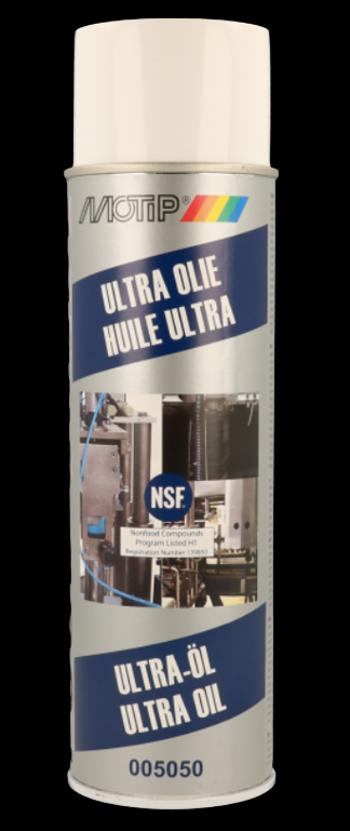 MOTIP®
ULTRA OLIE
HUILE ULTRA
NSF®
Nonfood Compounds
Program Listed H1
Registration Number 139850
ULTRA-ÖL
ULTRA OIL
005050